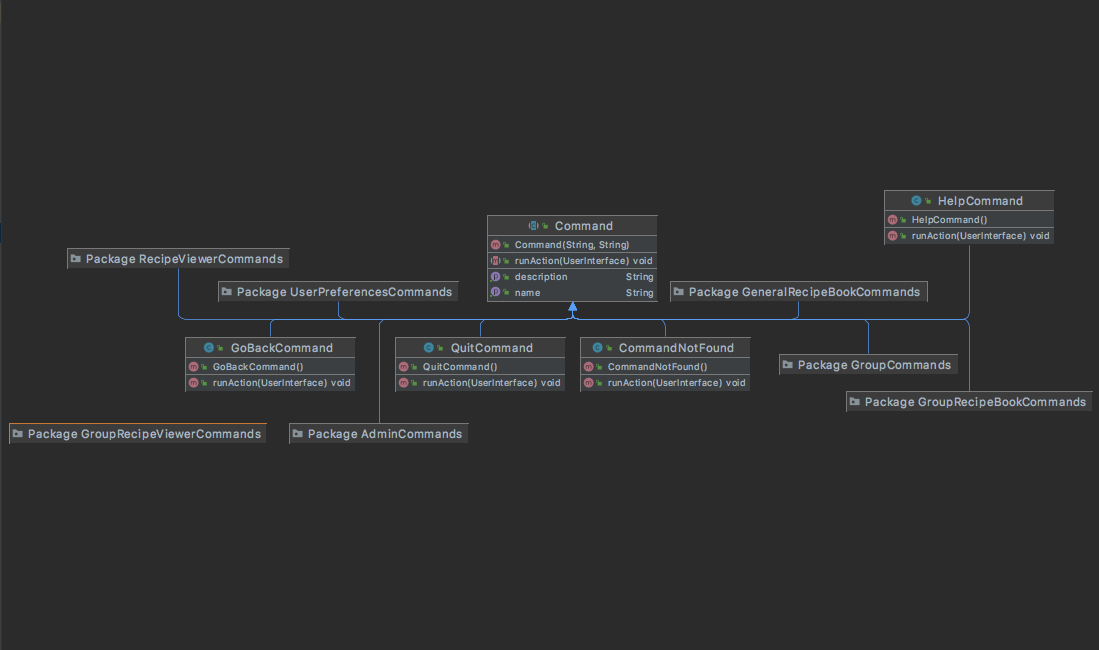 HelpCommand
HelpCommand()
runAction(UserInterface) void
Command
Command(String, String)
runAction(UserInterface) void
description String
name String
Package RecipeViewerCommands
Package UserPreferencesCommands
Package GeneralRecipeBookCommands
GoBackCommand
GoBackCommand()
runAction(UserInterface) void
QuitCommand
QuitCommand()
runAction(UserInterface) void
CommandNotFound
CommandNotFound()
runAction(UserInterface) void
Package GroupCommands
Package GroupRecipeBookCommands
Package GroupRecipeViewerCommands
Package AdminCommands